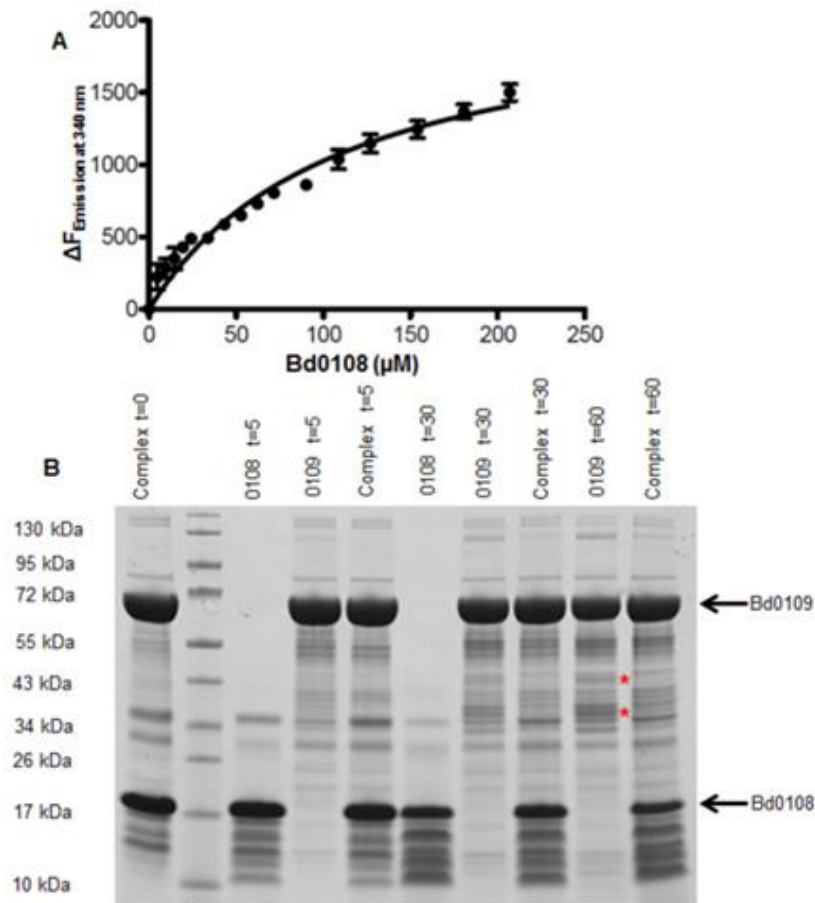 A
2000
1500
1000
500
0
ΔF Emission at 340 nm
0 50 100 150 200 250
Bd0108 (µM)
B
Complex t=0
0108 t=5
0109 t=5
Complex t=5
0108 t=30
0109 t=30
Complex t=30
0109 t=60
Complex t=60
130 kDa
95 kDa
72 kDa
Bd0109
55 kDa
43 kDa
*
34 kDa
*
26 kDa
17 kDa
Bd0108
10 kDa